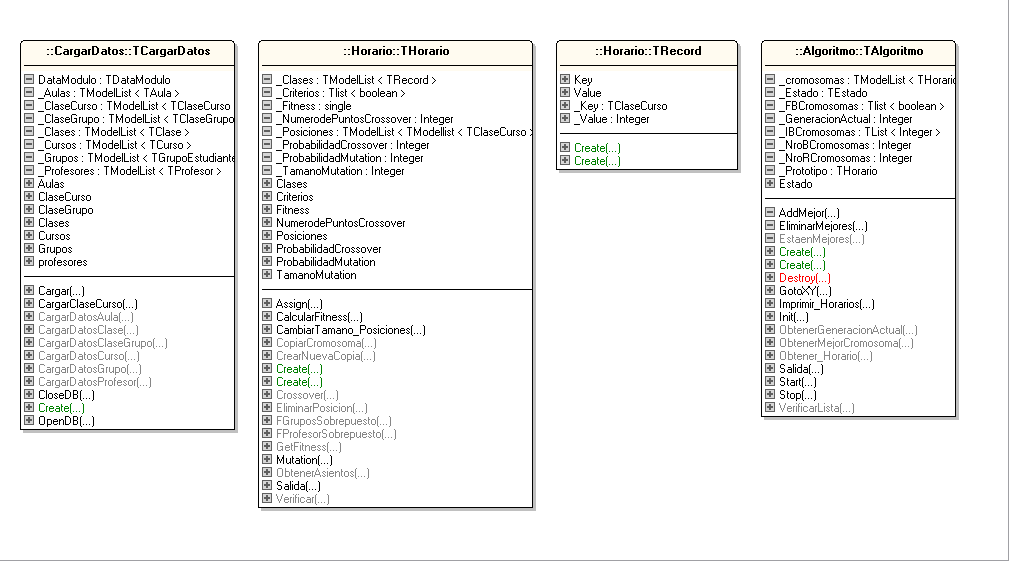 ::CargarDatos::TCargarDatos
DataModulo : TDataModulo
_Aulas : TModelList < TAula >
_ClaseCurso : TModelList < TClaseCurso
_ClaseGrupo : TModelList < TClaseGrupo
_Clases : TModelList < TClase >
_Cursos : TModelList < TCurso >
_Grupos : TModelList < TGrupoEstudiante
_Profesores : TModelList < TProfesor >
Aulas
ClaseCurso
ClaseGrupo
Clases
Cursos
Grupos
profesores
Cargar(...)
CargarClaseCurso(...)
CargarDatosAula(...)
CargarDatosClase(...)
CargarDatosClaseGrupo(...)
CargarDatosCurso(...)
CargarDatosGrupo(...)
CargarDatosProfesor(...)
CloseDB(...)
Create(...)
OpenDB(...)
::Horario::THorario
_Clases : TModelList < TRecord >
_Criterios : Tlist < boolean >
_Fitness : single
_NumerodePuntosCrossover : Integer
_Posiciones : TModelList < TModellist < TClaseCurso >
_ProbabilidadCrossover : Integer
_ProbabilidadMutation : Integer
_TamanoMutation : Integer
Clases
Criterios
Fitness
NumerodePuntosCrossover
Posiciones
ProbabilidadCrossover
ProbabilidadMutation
TamanoMutation
Assign(...)
CalcularFitness(...)
CambiarTamano_Posiciones(...)
CopiarCromosoma(...)
CrearNuevaCopia(...)
Create(...)
Create(...)
Crossover(...)
EliminarPosicion(...)
FGruposSobrepuesto(...)
FProfesorSobrepuesto(...)
GetFitness(...)
Mutation(...)
ObtenerAsientos(...)
Salida(...)
Verificar(...)
::Horario::TRecord
Key
Value
_Key : TClaseCurso
_Value : Integer
Create(...)
Create(...)
::Algoritmo::TAlgoritmo
_cromosomas : TModelList < THorario
_Estado : TEstado
_FBCromosomas : Tlist < boolean >
_GeneracionActual : Integer
_IBCromosomas : TList < Integer >
_NroBCromosomas : Integer
_NroRCromosomas : Integer
_Prototipo : THorario
Estado
AddMejor(...)
EliminarMejores(...)
EstaenMejores(...)
Create(...)
Create(...)
Destroy(...)
GotoXY(...)
Imprimir_Horarios(...)
Init(...)
ObtenerGeneracionActual(...)
ObtenerMejorCromosoma(...)
Obtener_Horario(...)
Salida(...)
Start(...)
Stop(...)
VerificarLista(...)